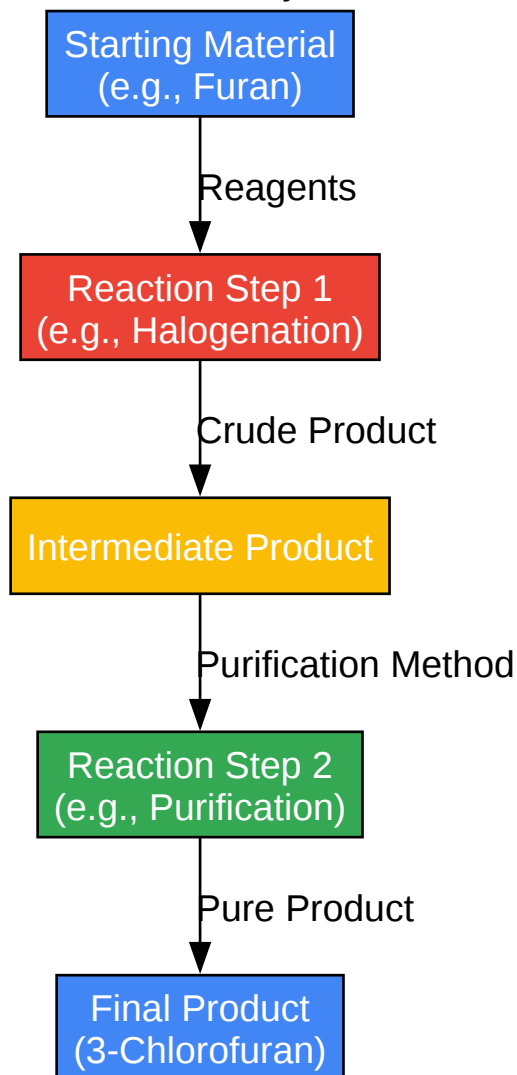 Starting Material
(e.g., Furan)
Reagents
Reaction Step 1
(e.g., Halogenation)
Crude Product
Intermediate Product
Purification Method
Reaction Step 2
(e.g., Purification)
Pure Product
Final Product
(3-Chlorofuran)